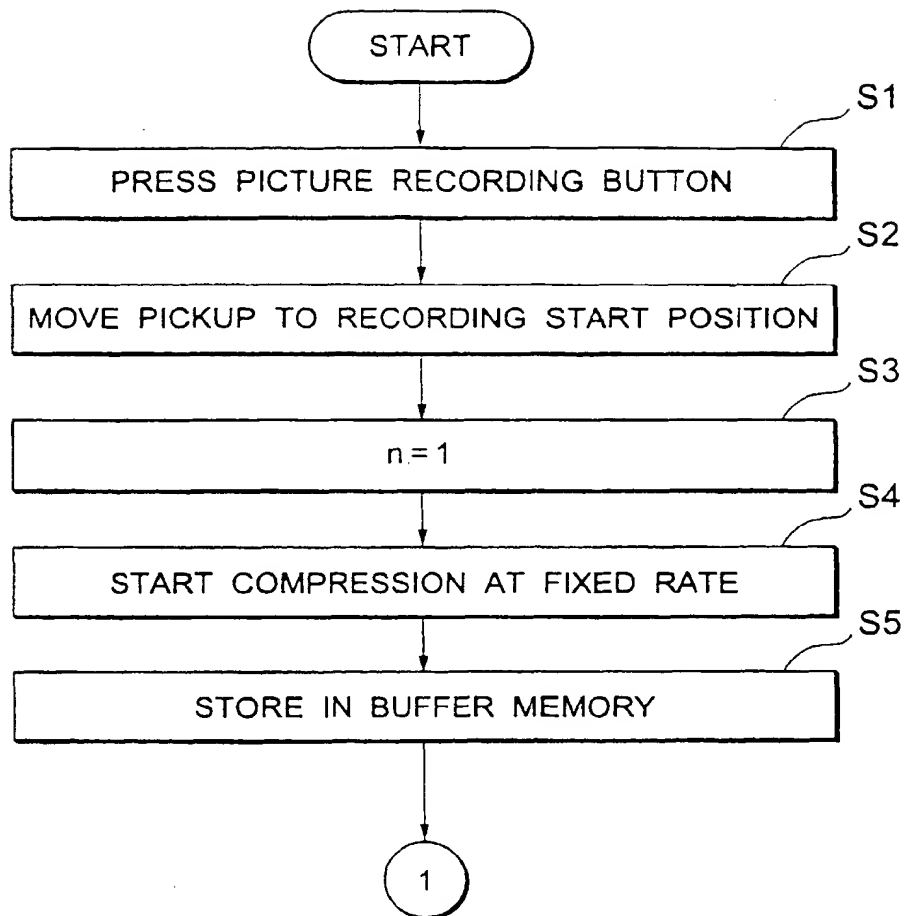 START
S1
PRESS PICTURE RECORDING BUTTON
S2
MOVE PICKUP TO RECORDING START POSITION
S3
n = 1
S4
START COMPRESSION AT FIXED RATE
S5
STORE IN BUFFER MEMORY
1